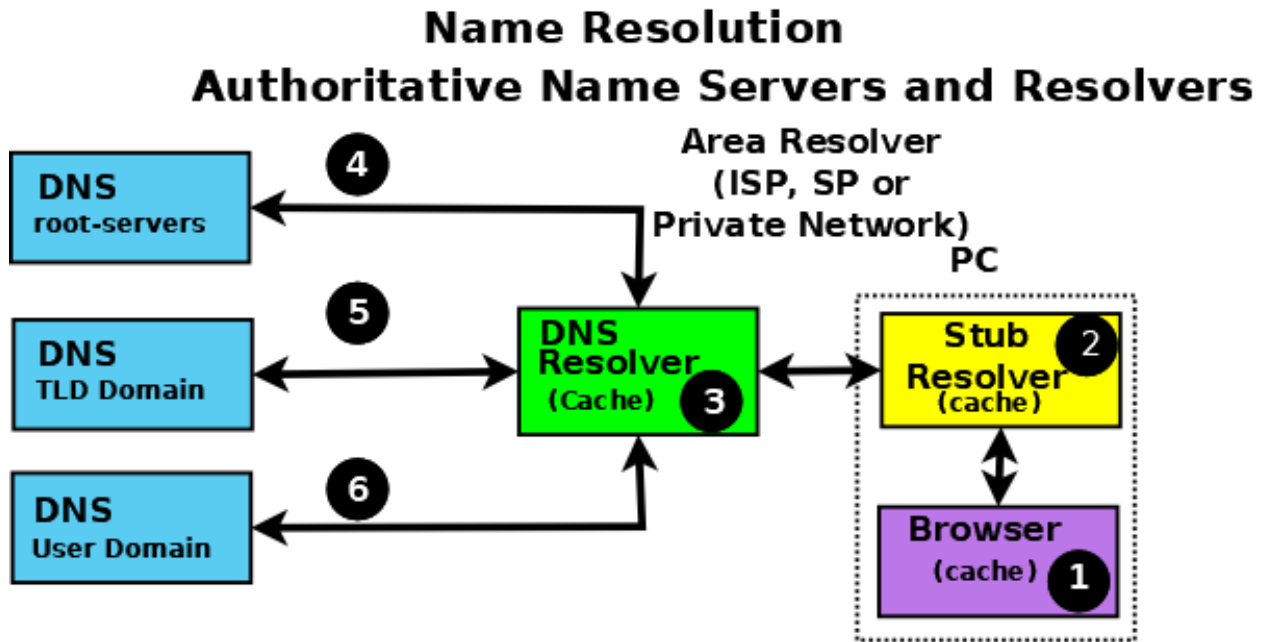 Name Resolution
Authoritative Name Servers and Resolvers
4
Area Resolver
(ISP, SP or
Private Network)
DNS
root-servers
PC
5
DNS
TLD Domain
DNS
Resolver
(Cache)
3
Stub
2
Resolver
(cache)
6
DNS
User Domain
Browser
(cache)
1